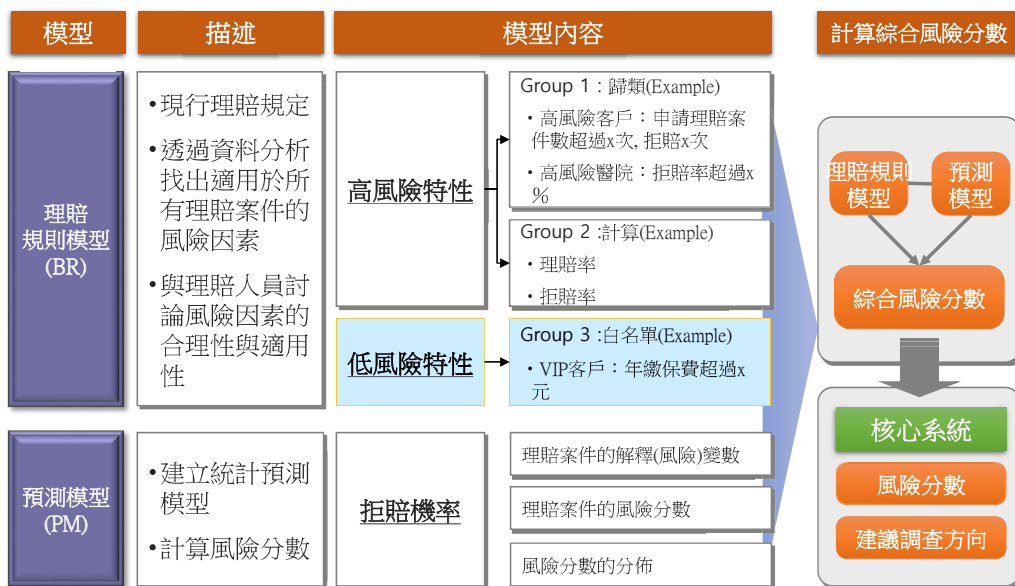 模型
描述
模型內容
計算綜合風險分數
理賠
規則模型
(BR)
•現行理賠規定
•透過資料分析
找出適用於所
有理賠案件的
風險因素
•與理賠人員討
論風險因素的
合理性與適用
性
高風險特性
Group 1 : 歸類(Example)
・高風險客戶：申請理賠案
件數超過x次, 拒賠x次
・高風險醫院：拒賠率超過x
%
Group 2 :計算(Example)
・理賠率
・拒賠率
低風險特性
Group 3 :白名單(Example)
・VIP客戶：年繳保費超過x
元
預測模型
(PM)
•建立統計預測
模型
•計算風險分數
拒賠機率
理賠案件的解釋(風險)變數
理賠案件的風險分數
風險分數的分佈
理賠規則
模型
預測
模型
綜合風險分數
核心系統
風險分數
建議調查方向